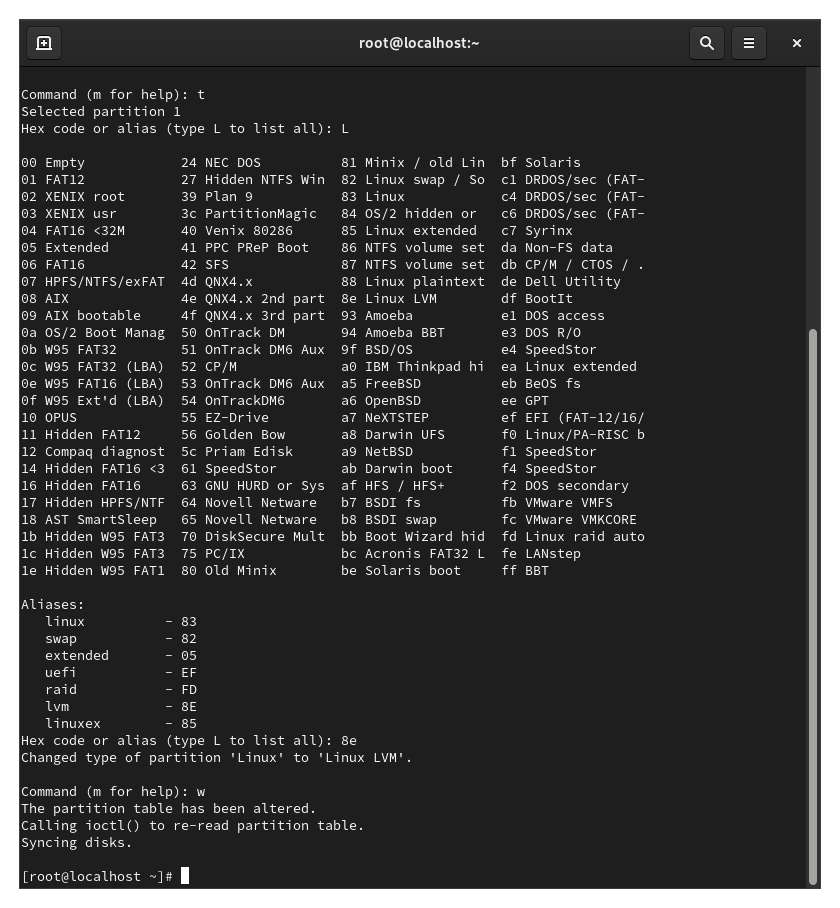 root@localhost:~
Command (m for help): t
Selected partition 1
Hex code or alias (type L to list all): L
00 Empty 24 NEC DOS 81 Minix / old Lin bf Solaris
01 FAT12 27 Hidden NTFS Win 82 Linux swap / So c1 DRDOS/sec (FAT-
02 XENIX root 39 Plan 9 83 Linux c4 DRDOS/sec (FAT-
03 XENIX usr 3c PartitionMagic 84 OS/2 hidden or c6 DRDOS/sec (FAT-
04 FAT16 <32M 40 Venix 80286 85 Linux extended c7 Syrinx
05 Extended 41 PPC PReP Boot 86 NTFS volume set da Non-FS data
06 FAT16 42 SFS 87 NTFS volume set db CP/M / CTOS / .
07 HPFS/NTFS/exFAT 4d QNX4.x 88 Linux plaintext de Dell Utility
08 AIX 4e QNX4.x 2nd part 8e Linux LVM df BootIt
09 AIX bootable 4f QNX4.x 3rd part 93 Amoeba e1 DOS access
0a OS/2 Boot Manag 50 OnTrack DM 94 Amoeba BBT e3 DOS R/O
0b W95 FAT32 51 OnTrack DM6 Aux 9f BSD/OS e4 SpeedStor
0c W95 FAT32 (LBA) 52 CP/M a0 IBM Thinkpad hi ea Linux extended
0e W95 FAT16 (LBA) 53 OnTrack DM6 Aux a5 FreeBSD eb BeOS fs
0f W95 Ext'd (LBA) 54 OnTrackDM6 a6 OpenBSD ee GPT
10 OPUS 55 EZ-Drive a7 NeXTSTEP ef EFI (FAT-12/16/
11 Hidden FAT12 56 Golden Bow a8 Darwin UFS f0 Linux/PA-RISC b
12 Compaq diagnost 5c Priam Edisk a9 NetBSD f1 SpeedStor
14 Hidden FAT16 <3 61 SpeedStor ab Darwin boot f4 SpeedStor
16 Hidden FAT16 63 GNU HURD or Sys af HFS / HFS+ f2 DOS secondary
17 Hidden HPFS/NTF 64 Novell Netware b7 BSDI fs fb VMware VMFS
18 AST SmartSleep 65 Novell Netware b8 BSDI swap fc VMware VMKCORE
1b Hidden W95 FAT3 70 DiskSecure Mult bb Boot Wizard hid fd Linux raid auto
1c Hidden W95 FAT3 75 PC/IX bc Acronis FAT32 L fe LANstep
1e Hidden W95 FAT1 80 Old Minix be Solaris boot ff BBT
Aliases:
linux - 83
swap - 82
extended - 05
uefi - EF
raid - FD
lvm - 8E
linuxex - 85
Hex code or alias (type L to list all): 8e
Changed type of partition 'Linux' to 'Linux LVM'.
Command (m for help): w
The partition table has been altered.
Calling ioctl() to re-read partition table.
Syncing disks.
[root@localhost ~]#